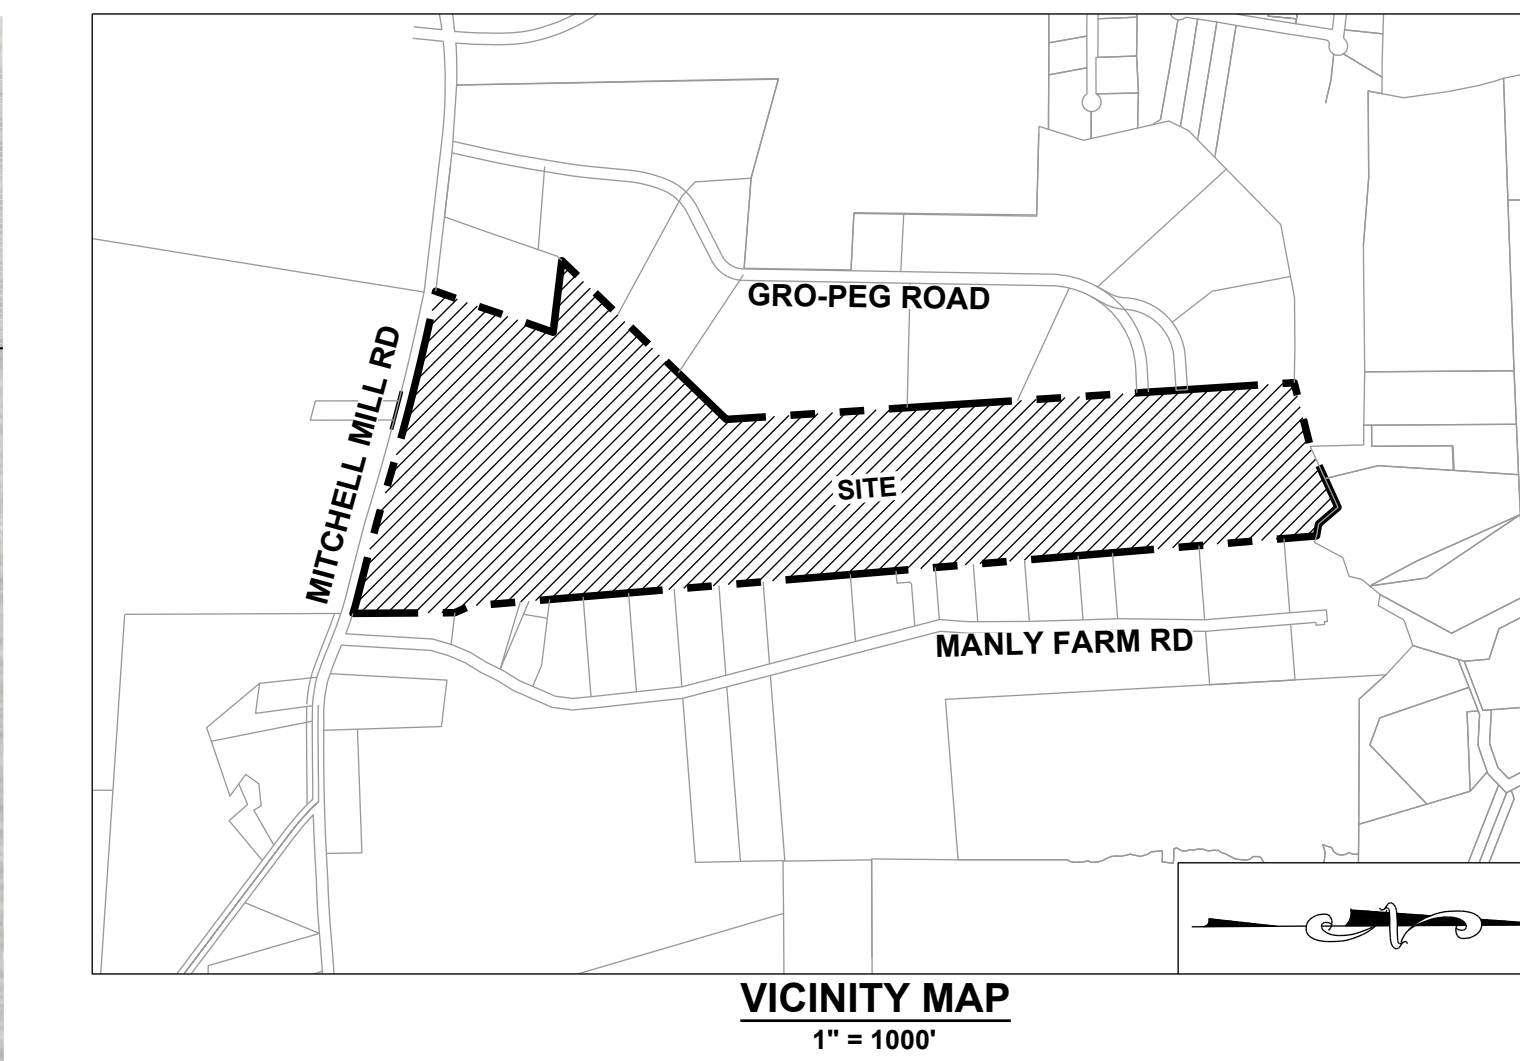 GRO-PEG ROAD
MITCHELL MILL RD
SITE
MANLY FARM RD
N
VICINITY MAP
1" = 1000'